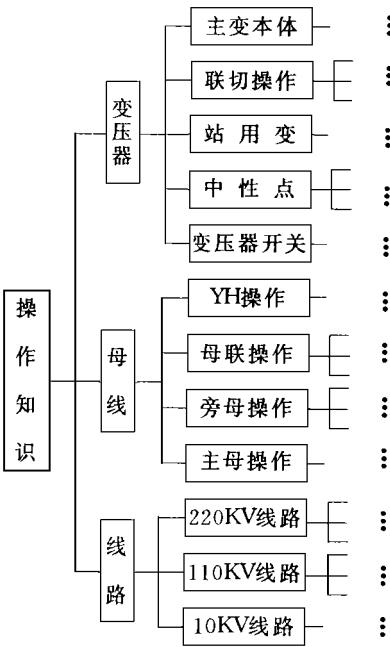 操作知识
变压器
主变本体
联切操作
站用变
中性点
变压器开关
母线
YH操作
母联操作
旁母操作
主母操作
线路
220KV线路
110KV线路
10KV线路